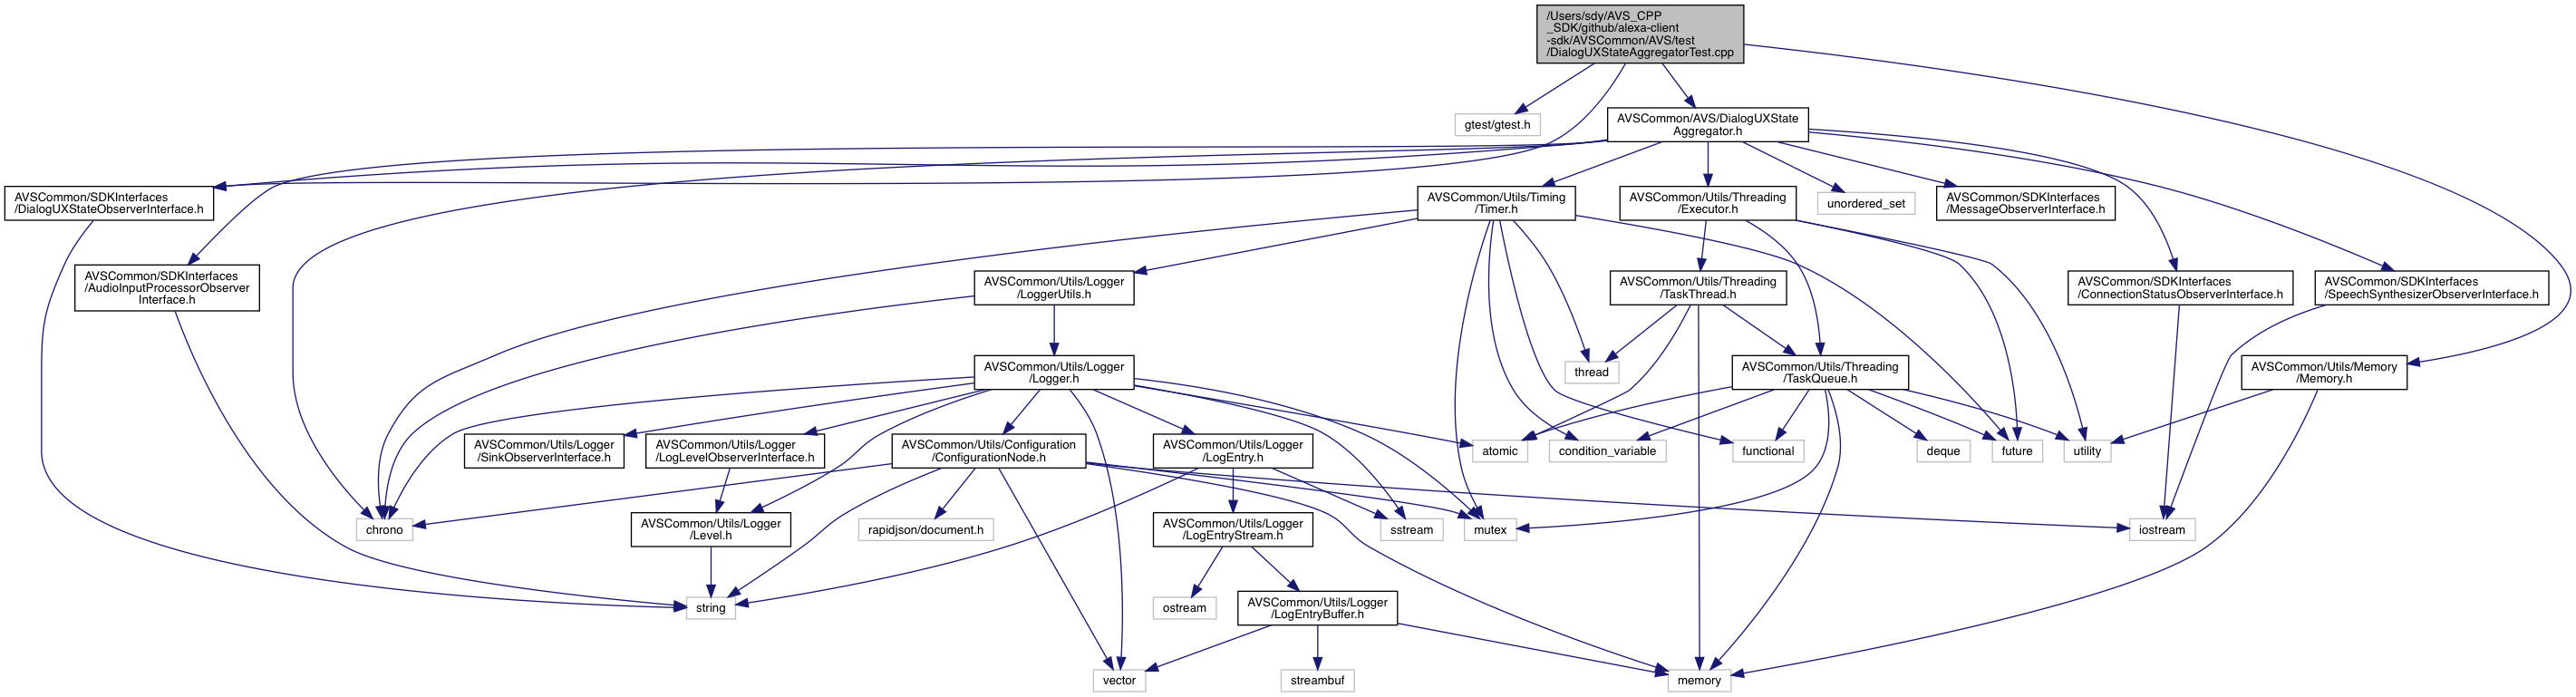 /Users/sdy/AVS_CPP
_SDK/github/alexa-client
-sdk/AVSCommon/AVS/test
/DialogUXStateAggregatorTest.cpp
gtest/gtest.h
AVSCommon/AVS/DialogUXState
Aggregator.h
AVSCommon/SDKInterfaces
/DialogUXStateObserverInterface.h
AVSCommon/Utils/Timing
/Timer.h
AVSCommon/Utils/Threading
/Executor.h
unordered_set
AVSCommon/SDKInterfaces
/MessageObserverInterface.h
AVSCommon/SDKInterfaces
/AudioInputProcessorObserver
Interface.h
AVSCommon/Utils/Logger
/LoggerUtils.h
AVSCommon/Utils/Threading
/TaskThread.h
AVSCommon/SDKInterfaces
/ConnectionStatusObserverInterface.h
AVSCommon/SDKInterfaces
/SpeechSynthesizerObserverInterface.h
AVSCommon/Utils/Logger
/Logger.h
thread
AVSCommon/Utils/Threading
/TaskQueue.h
AVSCommon/Utils/Memory
/Memory.h
AVSCommon/Utils/Logger
/SinkObserverInterface.h
AVSCommon/Utils/Logger
/LogLevelObserverInterface.h
AVSCommon/Utils/Configuration
/ConfigurationNode.h
AVSCommon/Utils/Logger
/LogEntry.h
atomic
condition_variable
functional
deque
future
utility
chrono
AVSCommon/Utils/Logger
/Level.h
rapidjson/document.h
AVSCommon/Utils/Logger
/LogEntryStream.h
sstream
mutex
iostream
string
ostream
AVSCommon/Utils/Logger
/LogEntryBuffer.h
vector
streambuf
memory